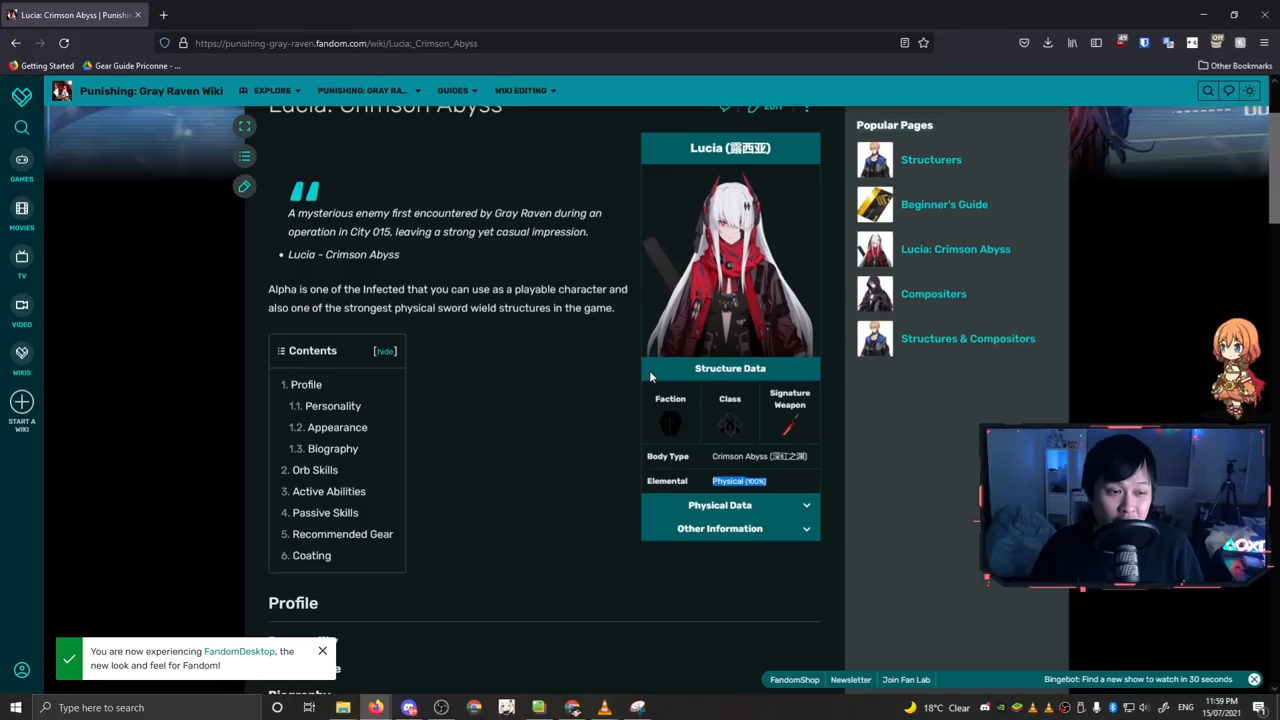 Lucia: Crimson Abyss | Punishin
https://punishing-gray-raven.fandom.com/wiki/Lucia:_Crimson_Abyss
49
Off
Getting Started
Gear Guide Priconne - ...
Other Bookmarks
Punishing: Gray Raven Wiki
EXPLORE
PUNISHING: GRAY RA...
GUIDES
WIKI EDITING
Lucia: Crimson Abyss
EDIT
GAMES
MOVIES
TV
VIDEO
WIKIS
START A
WIKI
A mysterious enemy first encountered by Gray Raven during an
operation in City 015, leaving a strong yet casual impression.
• Lucia - Crimson Abyss
Alpha is one of the Infected that you can use as a playable character and
also one of the strongest physical sword wield structures in the game.
Contents [hide]
1. Profile
1.1. Personality
1.2. Appearance
1.3. Biography
2. Orb Skills
3. Active Abilities
4. Passive Skills
5. Recommended Gear
6. Coating
Profile
Biography
Lucia (露西亚)
Structure Data
Faction
Class
Signature
Weapon
Body Type Crimson Abyss (深红之渊)
Elemental Physical (100%)
Physical Data
Other Information
Popular Pages
Structurers
Beginner's Guide
Lucia: Crimson Abyss
Compositers
Structures & Compositors
You are now experiencing FandomDesktop, the
new look and feel for Fandom!
FandomShop
Newsletter
Join Fan Lab
Bingebot: Find a new show to watch in 30 seconds
Type here to search
18°C Clear
11:59 PM
15/07/2021